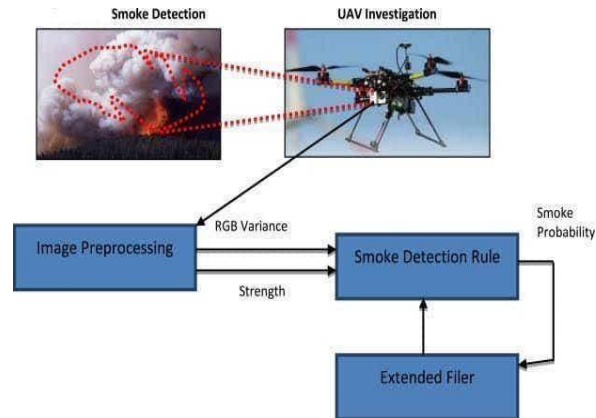 Smoke Detection
UAV Investigation
RGB Variance
Smoke
Probability
Image Preprocessing
Smoke Detection Rule
Strength
Extended Filer